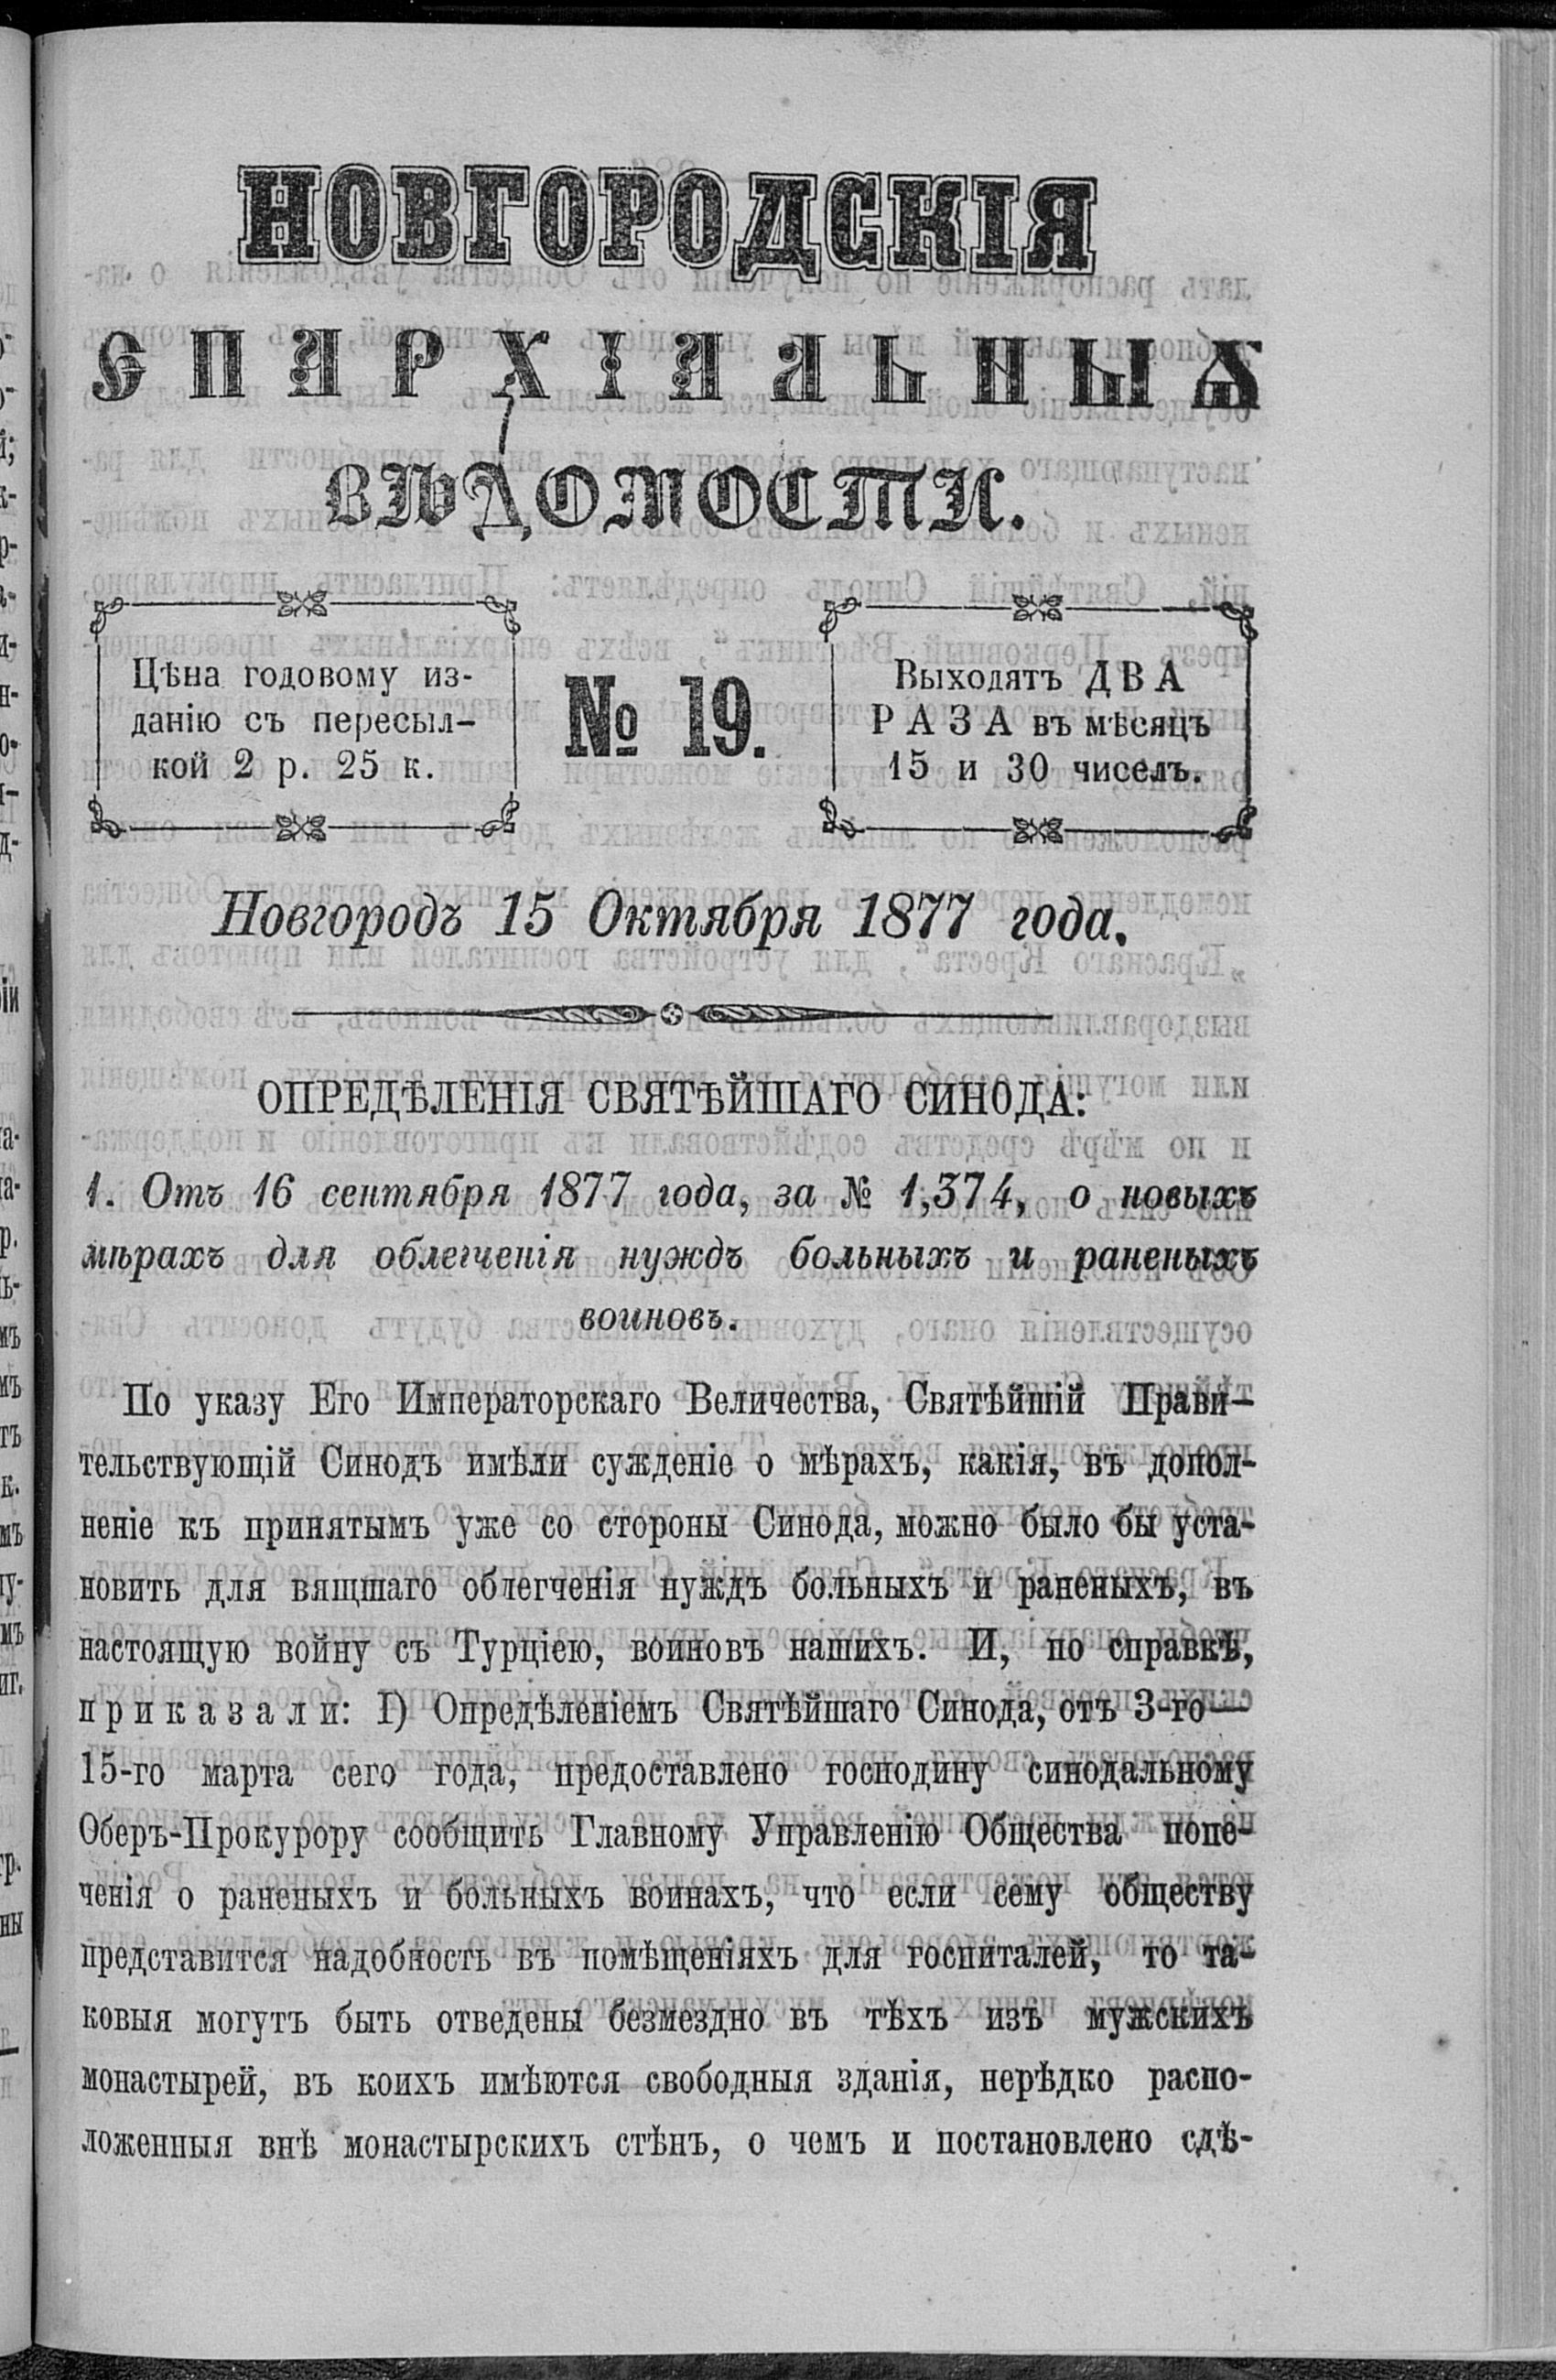 НОВГОРОДСКІЯ
ЕПАРХІАЛЬНЫѦ
ВѢДОМОСТИ.
Цѣна годовому из-
данію съ пересыл-
кой 2 р. 25 к.
№ 19.
Выходятъ ДВА
РАЗА въ мѣсяцъ
15 и 30 чиселъ.
Новгородъ 15 Октября 1877 года.
ОПРЕДѢЛЕНІЯ СВЯТѢЙШАГО СИНОДА:
1. Отъ 16 сентября 1877 года, за № 1,374, о новыхъ
мѣрахъ для облегченія нуждъ больныхъ и раненыхъ
воиновъ.
По указу Его Императорскаго Величества, Святѣйшій Прави-
тельствующій Синодъ имѣли сужденіе о мѣрахъ, какія, въ допол-
неніе къ принятымъ уже со стороны Синода, можно было бы уста-
новить для вящшаго облегченія нуждъ больныхъ и раненыхъ, въ
настоящую войну съ Турціею, воиновъ нашихъ. И, по справкѣ,
приказали: I) Опредѣленіемъ Святѣйшаго Синода, отъ 3-го—
15-го марта сего года, предоставлено господину синодальному
Оберъ-Прокурору сообщить Главному Управленію Общества попе-
ченія о раненыхъ и больныхъ воинахъ, что если сему обществу
представится надобность въ помѣщеніяхъ для госпиталей, то та-
ковыя могутъ быть отведены безмездно въ тѣхъ изъ мужскихъ
монастырей, въ коихъ имѣются свободныя зданія, нерѣдко распо-
ложенныя внѣ монастырскихъ стѣнъ, о чемъ и постановлено сдѣ-